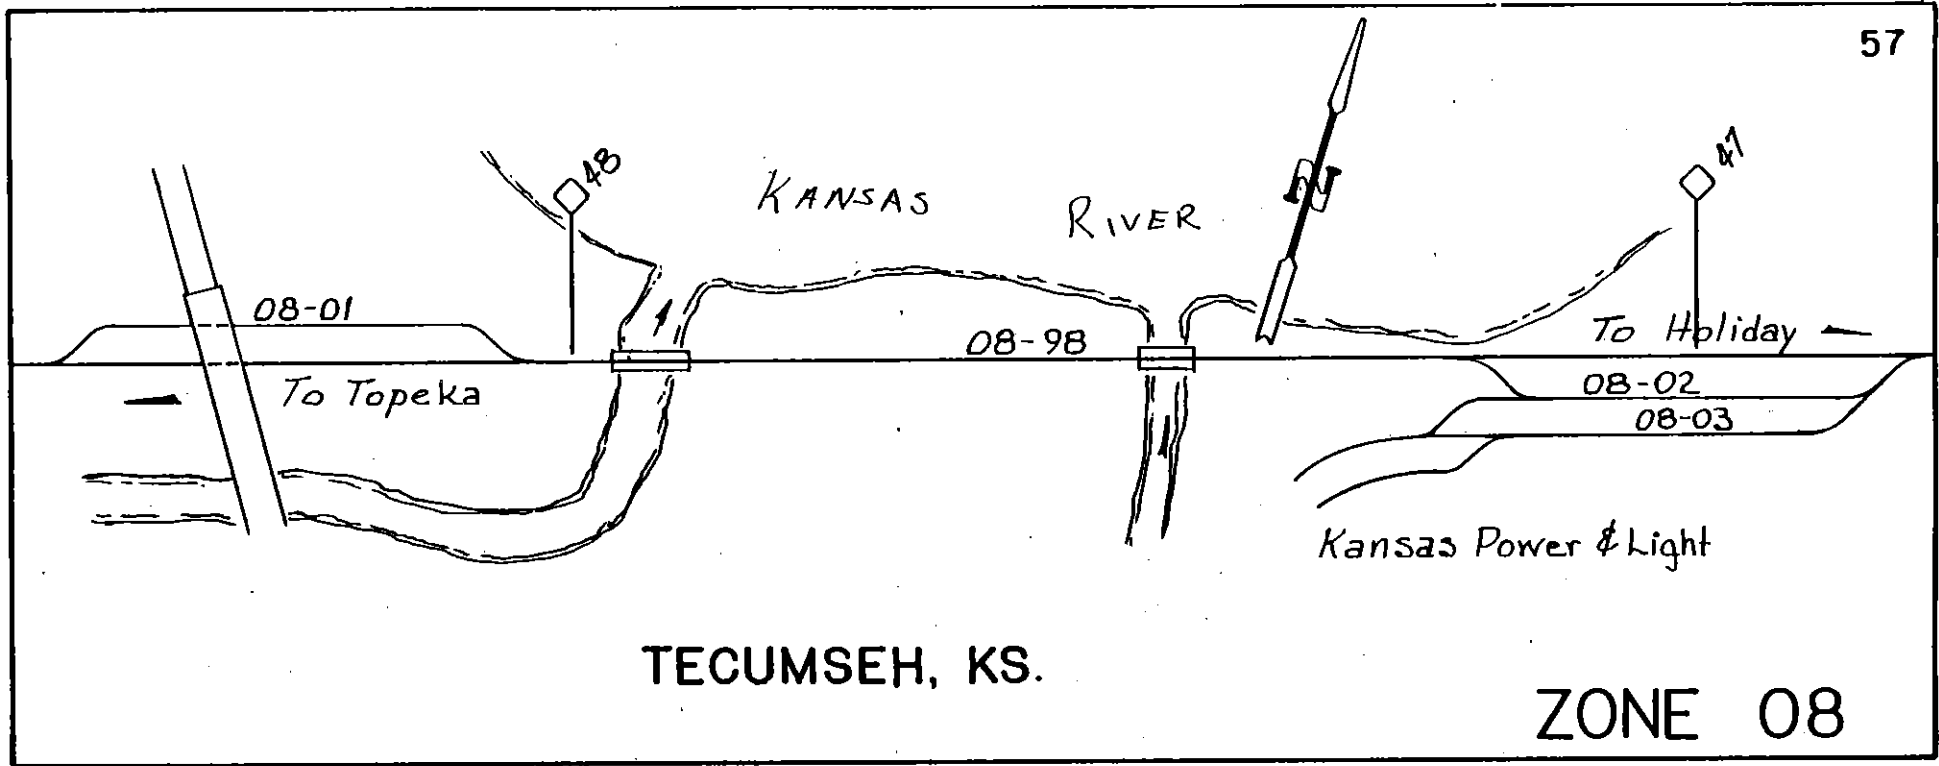 57
48
47
KANSAS RIVER
N
08-01
08-98
To Holiday
To Topeka
08-02
08-03
Kansas Power & Light
TECUMSEH, KS.
ZONE 08